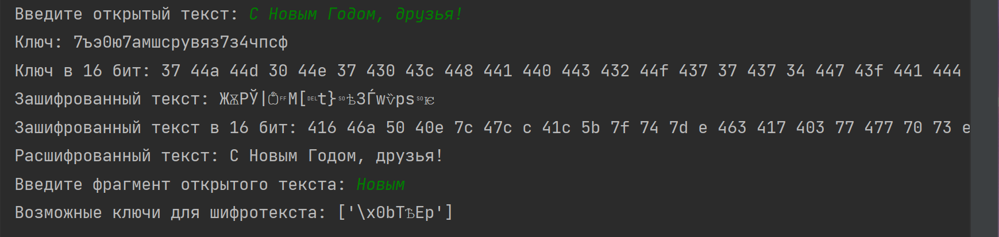 Введите открытый текст: С Новым Годом, друзья!
Ключ: 7ъэ0ю7амшсрувяз7з4чпсф
Ключ в 16 бит: 37 44a 44d 30 44e 37 430 43c 448 441 440 443 432 44f 437 37 437 34 447 43f 441 444
Зашифрованный текст: ЖѪPЎ|ѼFFМ[DELt}SOѣЗЃwѷpsSOѥ
Зашифрованный текст в 16 бит: 416 46a 50 40e 7c 47c c 41c 5b 7f 74 7d e 463 417 403 77 477 70 73 e
Расшифрованный текст: С Новым Годом, друзья!
Введите фрагмент открытого текста: Новым
Возможные ключи для шифротекста: ['\x0bTѢEp']